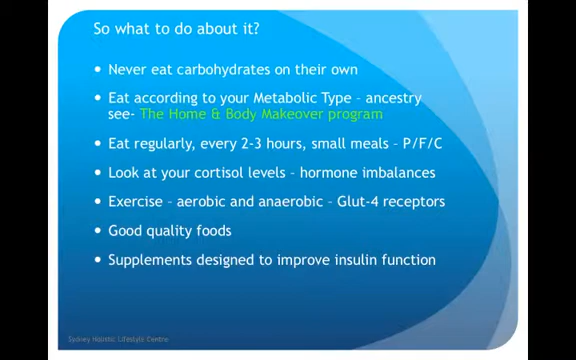 So what to do about it?
• Never eat carbohydrates on their own
• Eat according to your Metabolic Type – ancestry
see- The Home & Body Makeover program
• Eat regularly, every 2-3 hours, small meals – P/F/C
• Look at your cortisol levels – hormone imbalances
• Exercise – aerobic and anaerobic – Glut-4 receptors
• Good quality foods
• Supplements designed to improve insulin function
Sydney Holistic Lifestyle Centre